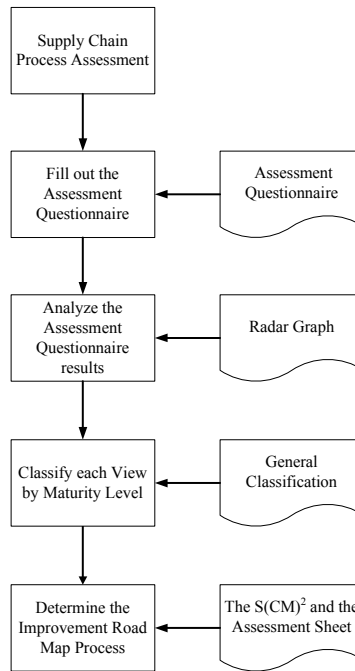 Supply Chain
Process Assessment
Fill out the
Assessment
Questionnaire
Assessment
Questionnaire
Analyze the
Assessment
Questionnaire
results
Radar Graph
Classify each View
by Maturity Level
General
Classification
Determine the
Improvement Road
Map Process
The S(CM)² and the
Assessment Sheet